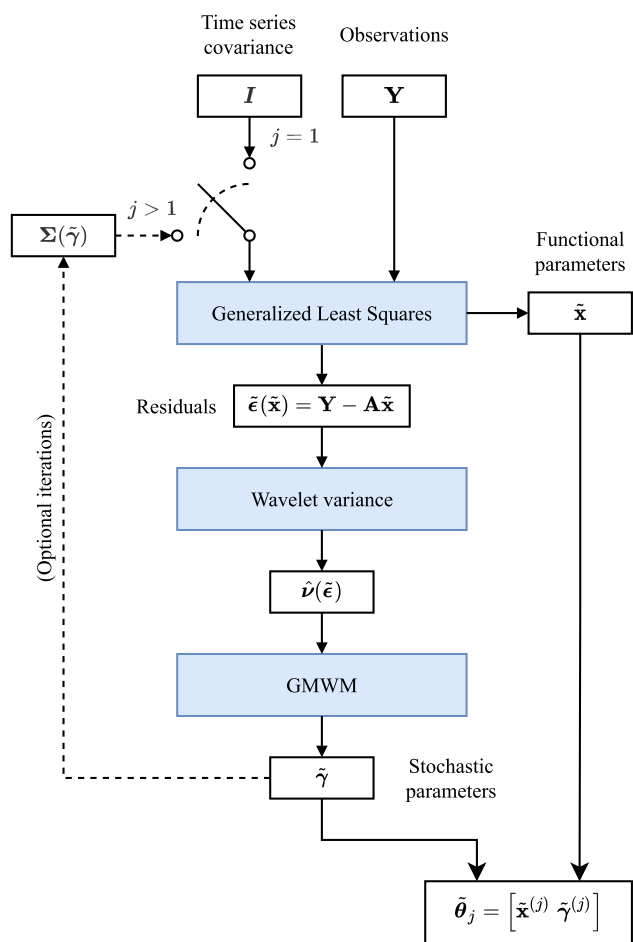 Time series
covariance
Observations
I
Y
j = 1
j > 1
Σ(γ̃)
Functional
parameters
Generalized Least Squares
x̃
Residuals
ε̃(x̃) = Y − Ax̃
(Optional iterations)
Wavelet variance
ν̂(ε̃)
GMWM
γ̃
Stochastic
parameters
θ̃ⱼ = [x̃⁽ʲ⁾ γ̃⁽ʲ⁾]